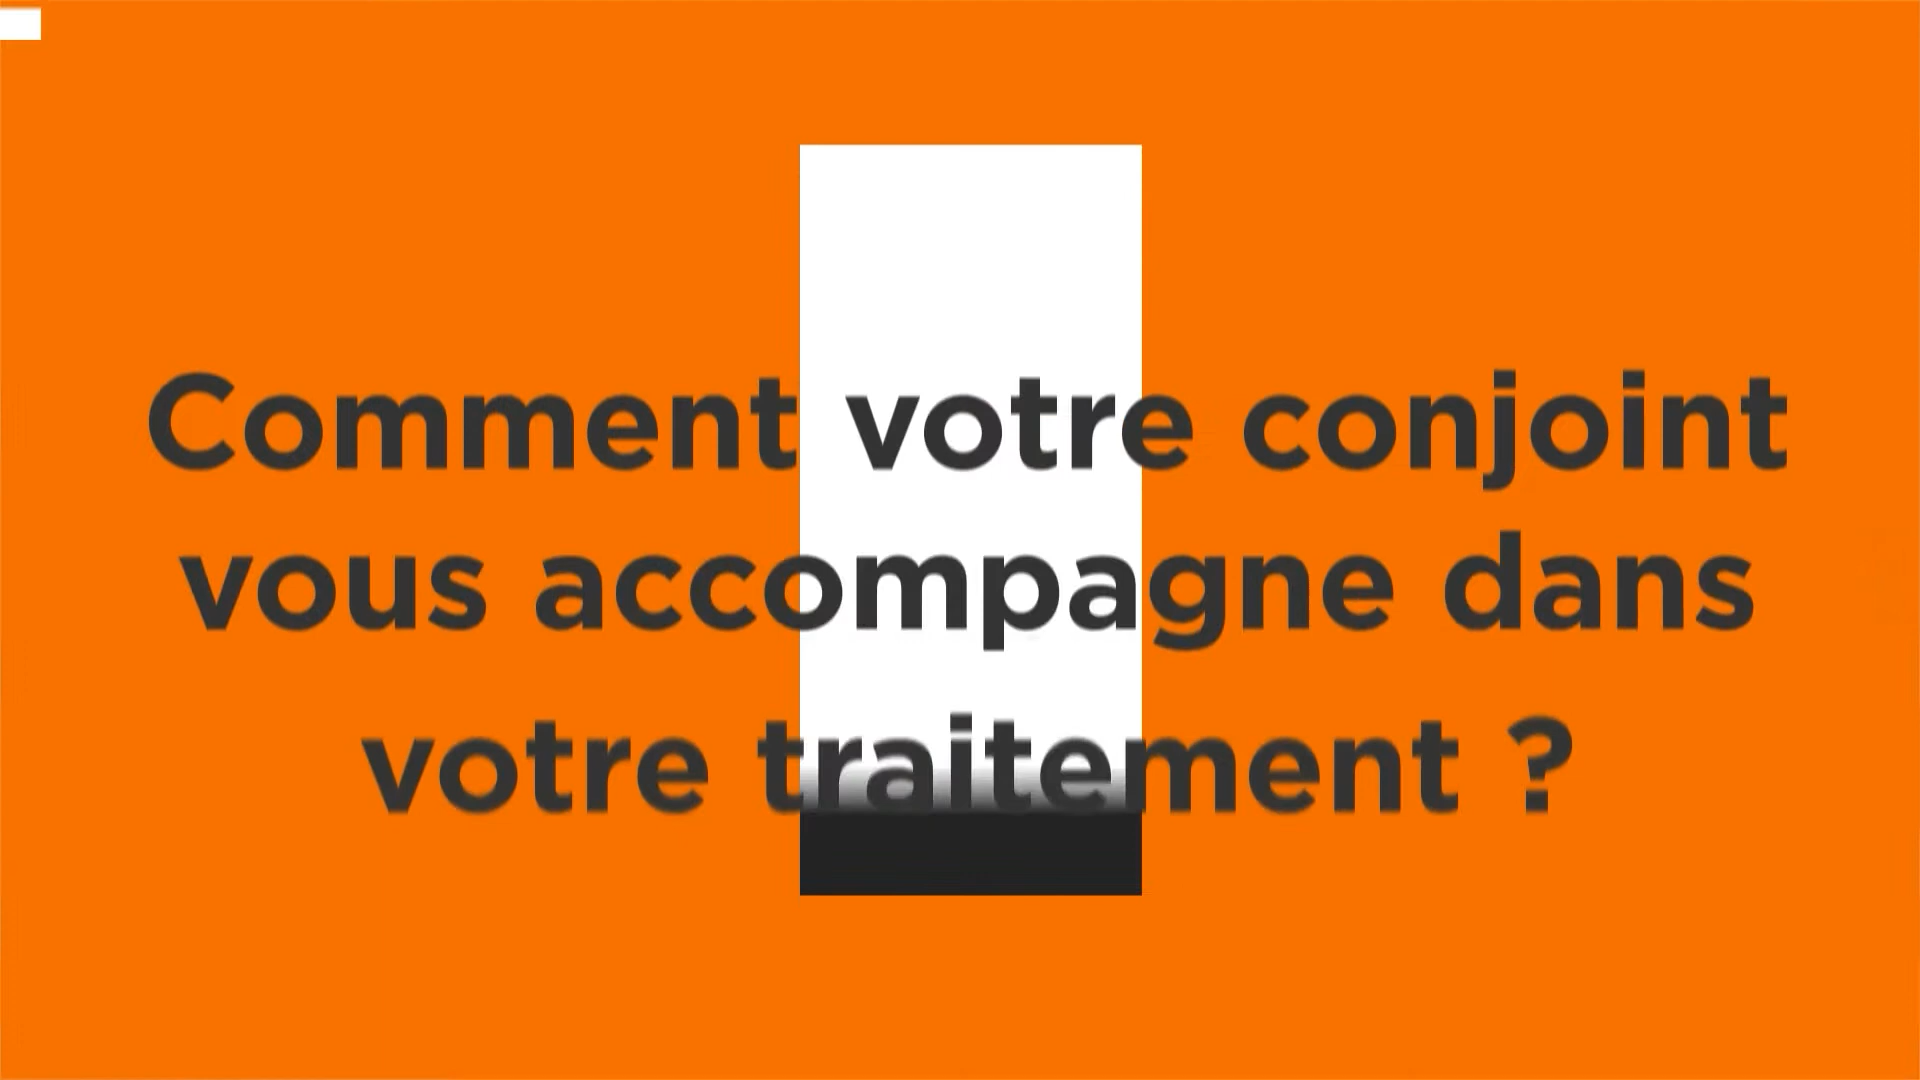 Comment votre conjoint
vous accompagne dans
votre traitement ?